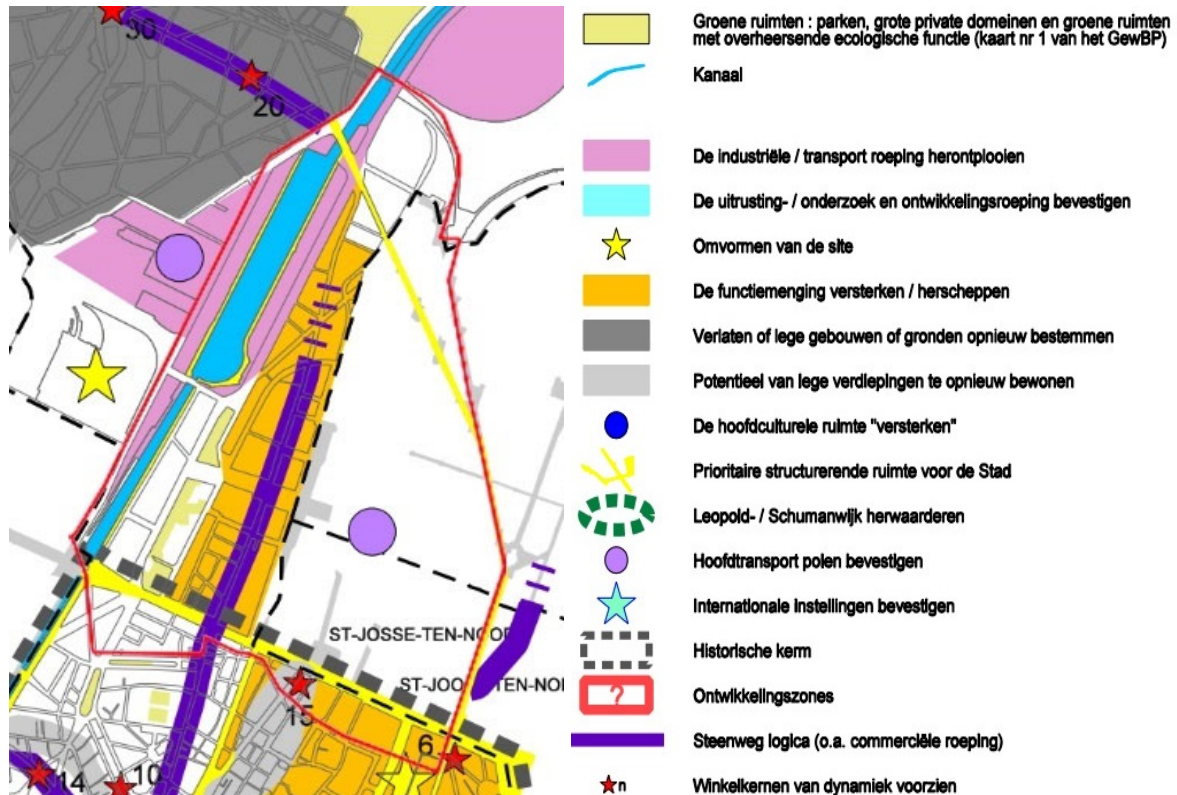 30
20
ST-JOSSE-TEN-NOOD
ST-JOOST-TEN-NOODE
15
6
14
10
Groene ruimten : parken, grote private domeinen en groene ruimten
met overheersende ecologische functie (kaart nr 1 van het GewBP)
Kanaal
De industriële / transport roeping herontplooien
De uitrusting- / onderzoek en ontwikkelingsroeping bevestigen
Omvormen van de site
De functiemenging versterken / herscheppen
Verlaten of lege gebouwen of gronden opnieuw bestemmen
Potentieel van lege verdiepingen te opnieuw bewonen
De hoofdculturele ruimte "versterken"
Prioritaire structurerende ruimte voor de Stad
Leopold- / Schumanwijk herwaarderen
Hoofdtransport polen bevestigen
Internationale instellingen bevestigen
Historische kern
?
Ontwikkelingszones
Steenweg logica (o.a. commerciële roeping)
n
Winkelkernen van dynamiek voorzien